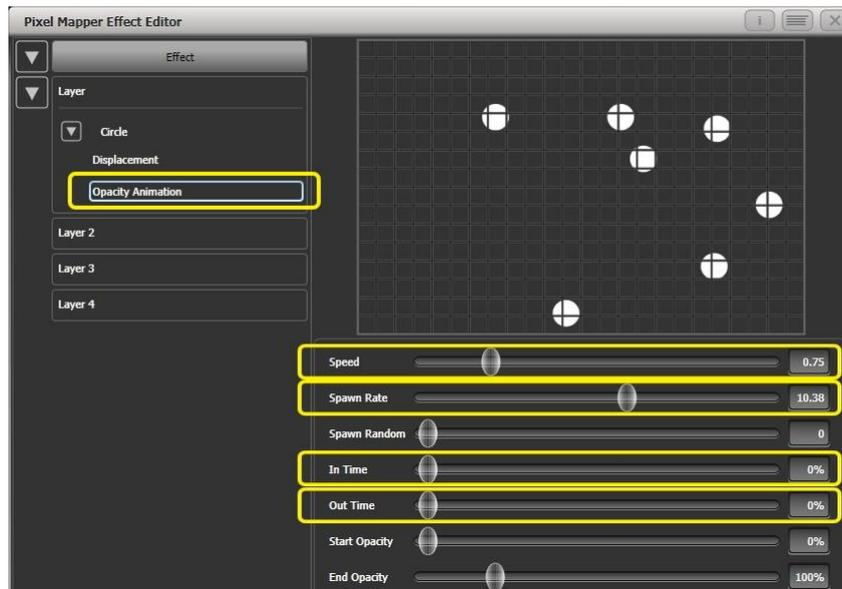 Pixel Mapper Effect Editor
Effect
Layer
Circle
Displacement
Opacity Animation
Layer 2
Layer 3
Layer 4
Speed 0.75
Spawn Rate 10.38
Spawn Random 0
In Time 0%
Out Time 0%
Start Opacity 0%
End Opacity 100%